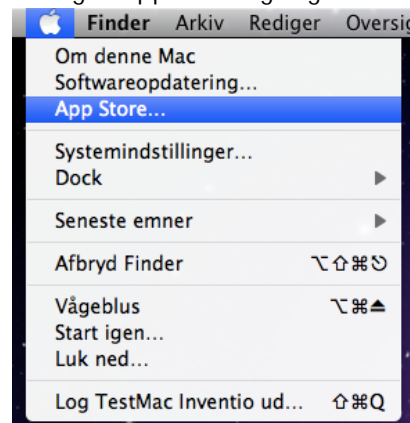 Finder Arkiv Rediger Oversig
Om denne Mac
Softwareopdatering...
App Store...
Systemindstillinger...
Dock ▶
Seneste emner ▶
Afbryd Finder ⌥⇧⌘⎋
Vågeblus ⌥⌘⏏
Start igen...
Luk ned...
Log TestMac Inventio ud... ⇧⌘Q